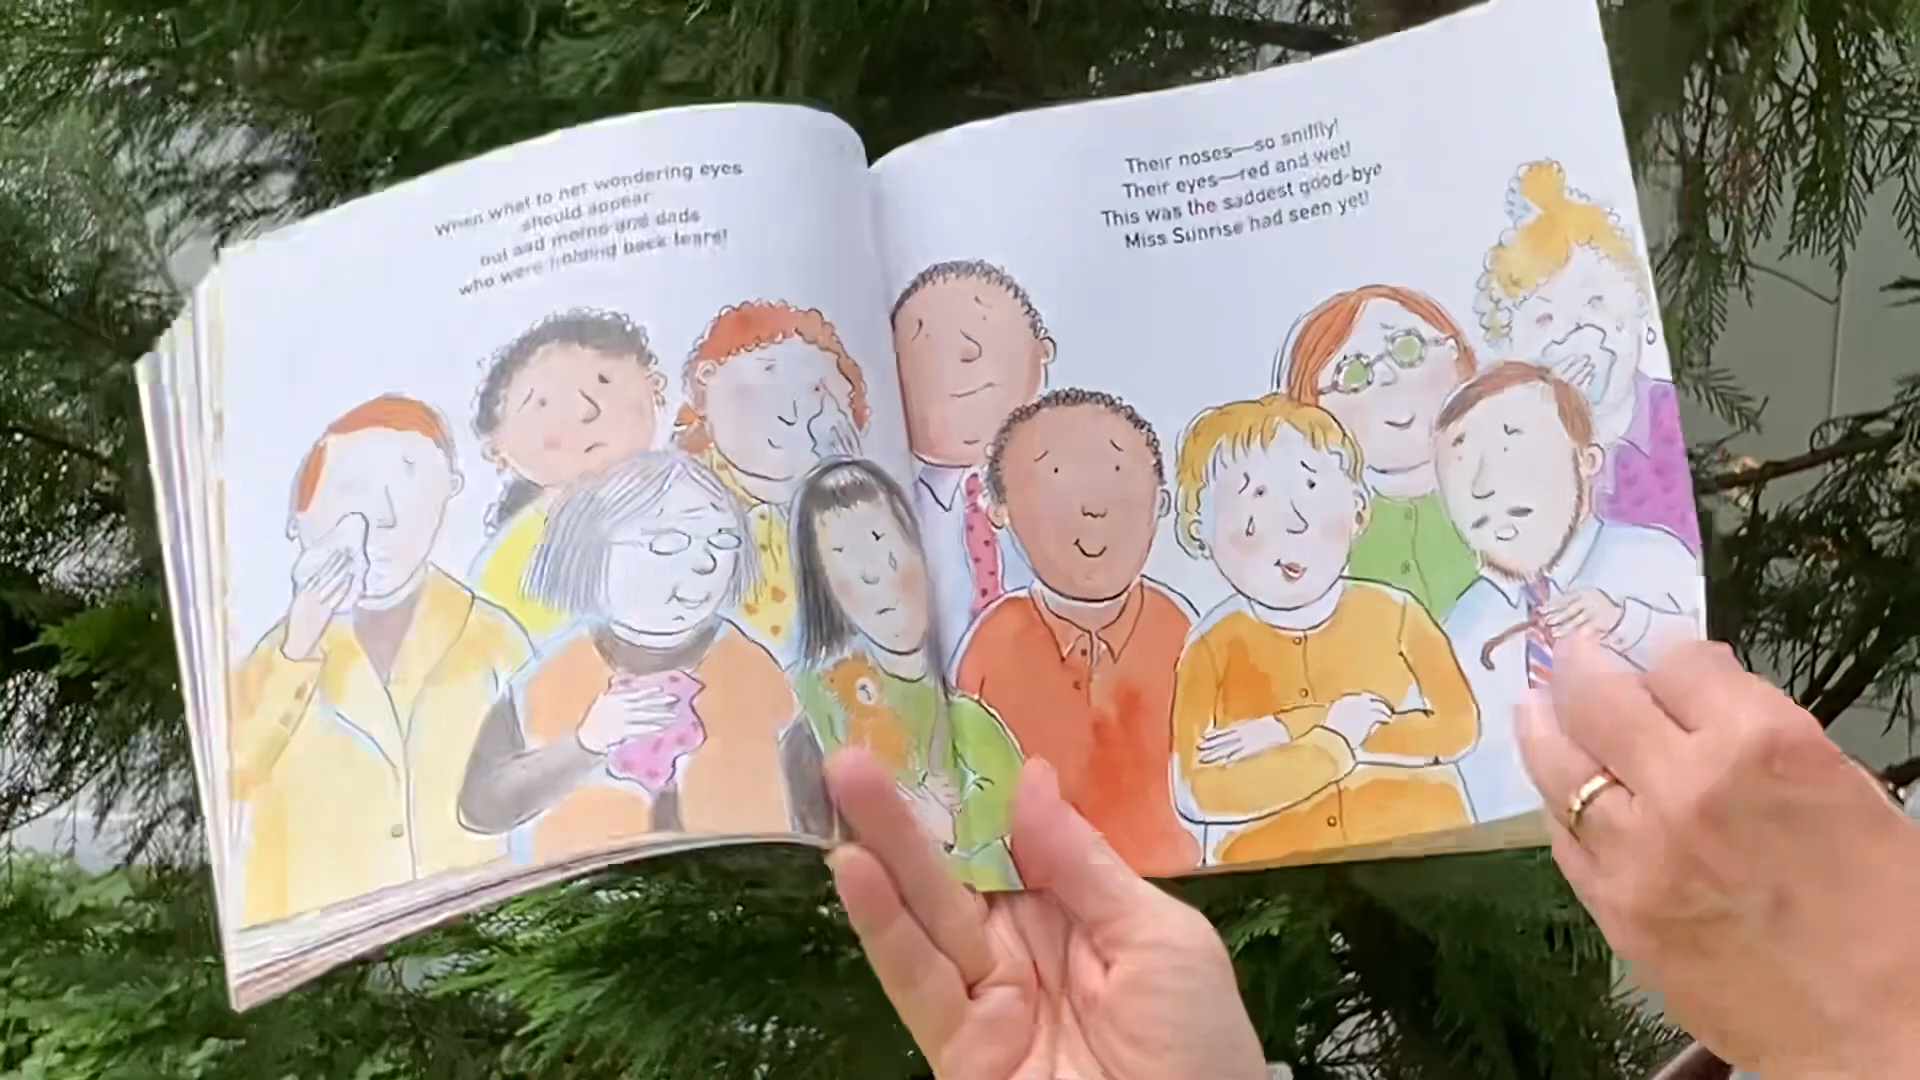 When what to her wondering eyes
should appear
but sad moms and dads
who were holding back tears!
Their noses—so sniffly!
Their eyes—red and wet!
This was the saddest good-bye
Miss Sunrise had seen yet!